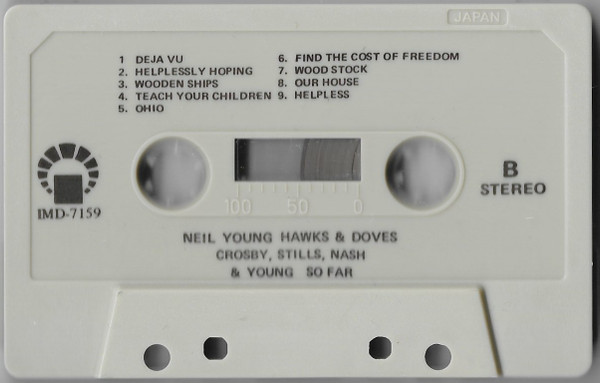 JAPAN
1 DEJA VU
2. HELPLESSLY HOPING
3. WOODEN SHIPS
4. TEACH YOUR CHILDREN
5. OHIO
6. FIND THE COST OF FREEDOM
7. WOOD STOCK
8. OUR HOUSE
9. HELPLESS
IMD-7159
B
STEREO
100 50 0
NEIL YOUNG HAWKS & DOVES
CROSBY, STILLS, NASH
& YOUNG SO FAR